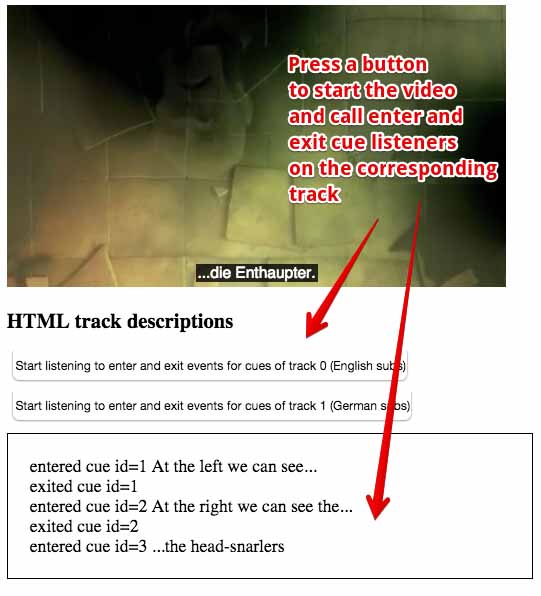 Press a button
to start the video
and call enter and
exit cue listeners
on the corresponding
track
...die Enthaupter.
HTML track descriptions
Start listening to enter and exit events for cues of track 0 (English subs)
Start listening to enter and exit events for cues of track 1 (German subs)
entered cue id=1 At the left we can see...
exited cue id=1
entered cue id=2 At the right we can see the...
exited cue id=2
entered cue id=3 ...the head-snarlers